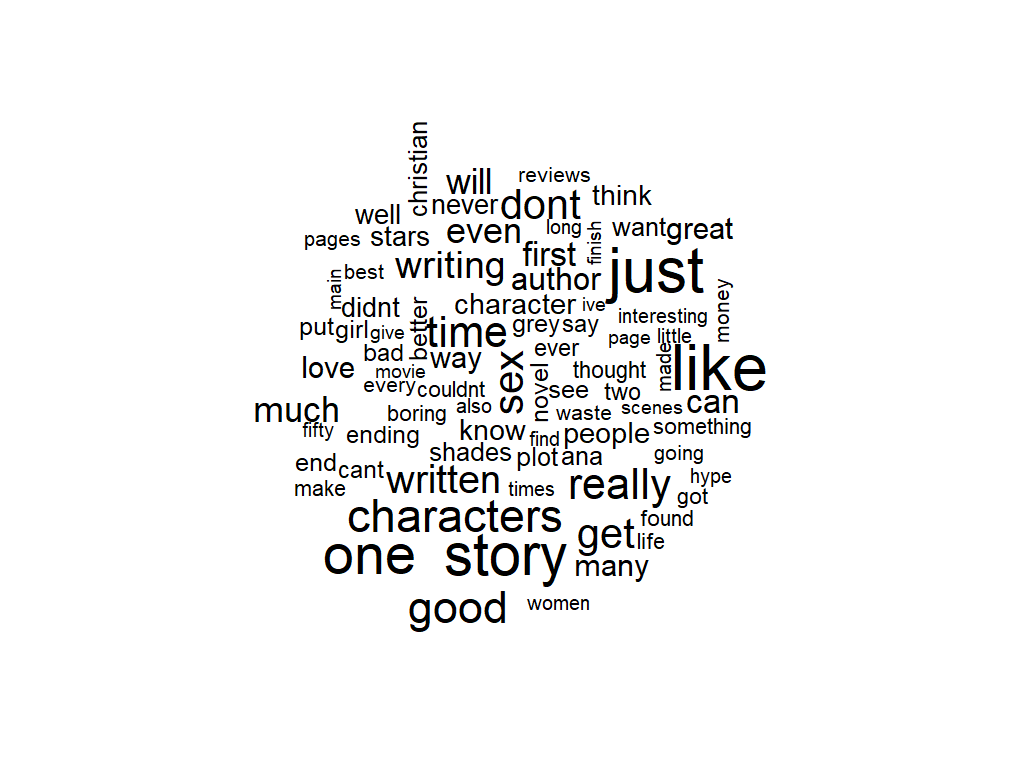 christian
will
reviews
think
never
dont
well
pages
stars
even
long
finish
want
great
best
main
writing
first
author
just
didnt
character
ive
interesting
money
put
girl
give
better
time
grey
say
page
little
bad
way
ever
love
movie
sex
thought
made
like
every
couldnt
novel
see
two
much
boring
also
waste
scenes
can
fifty
ending
know
find
people
something
shades
plot
ana
going
end
cant
make
written
times
really
hype
got
characters
get
found
life
one
story
many
good
women